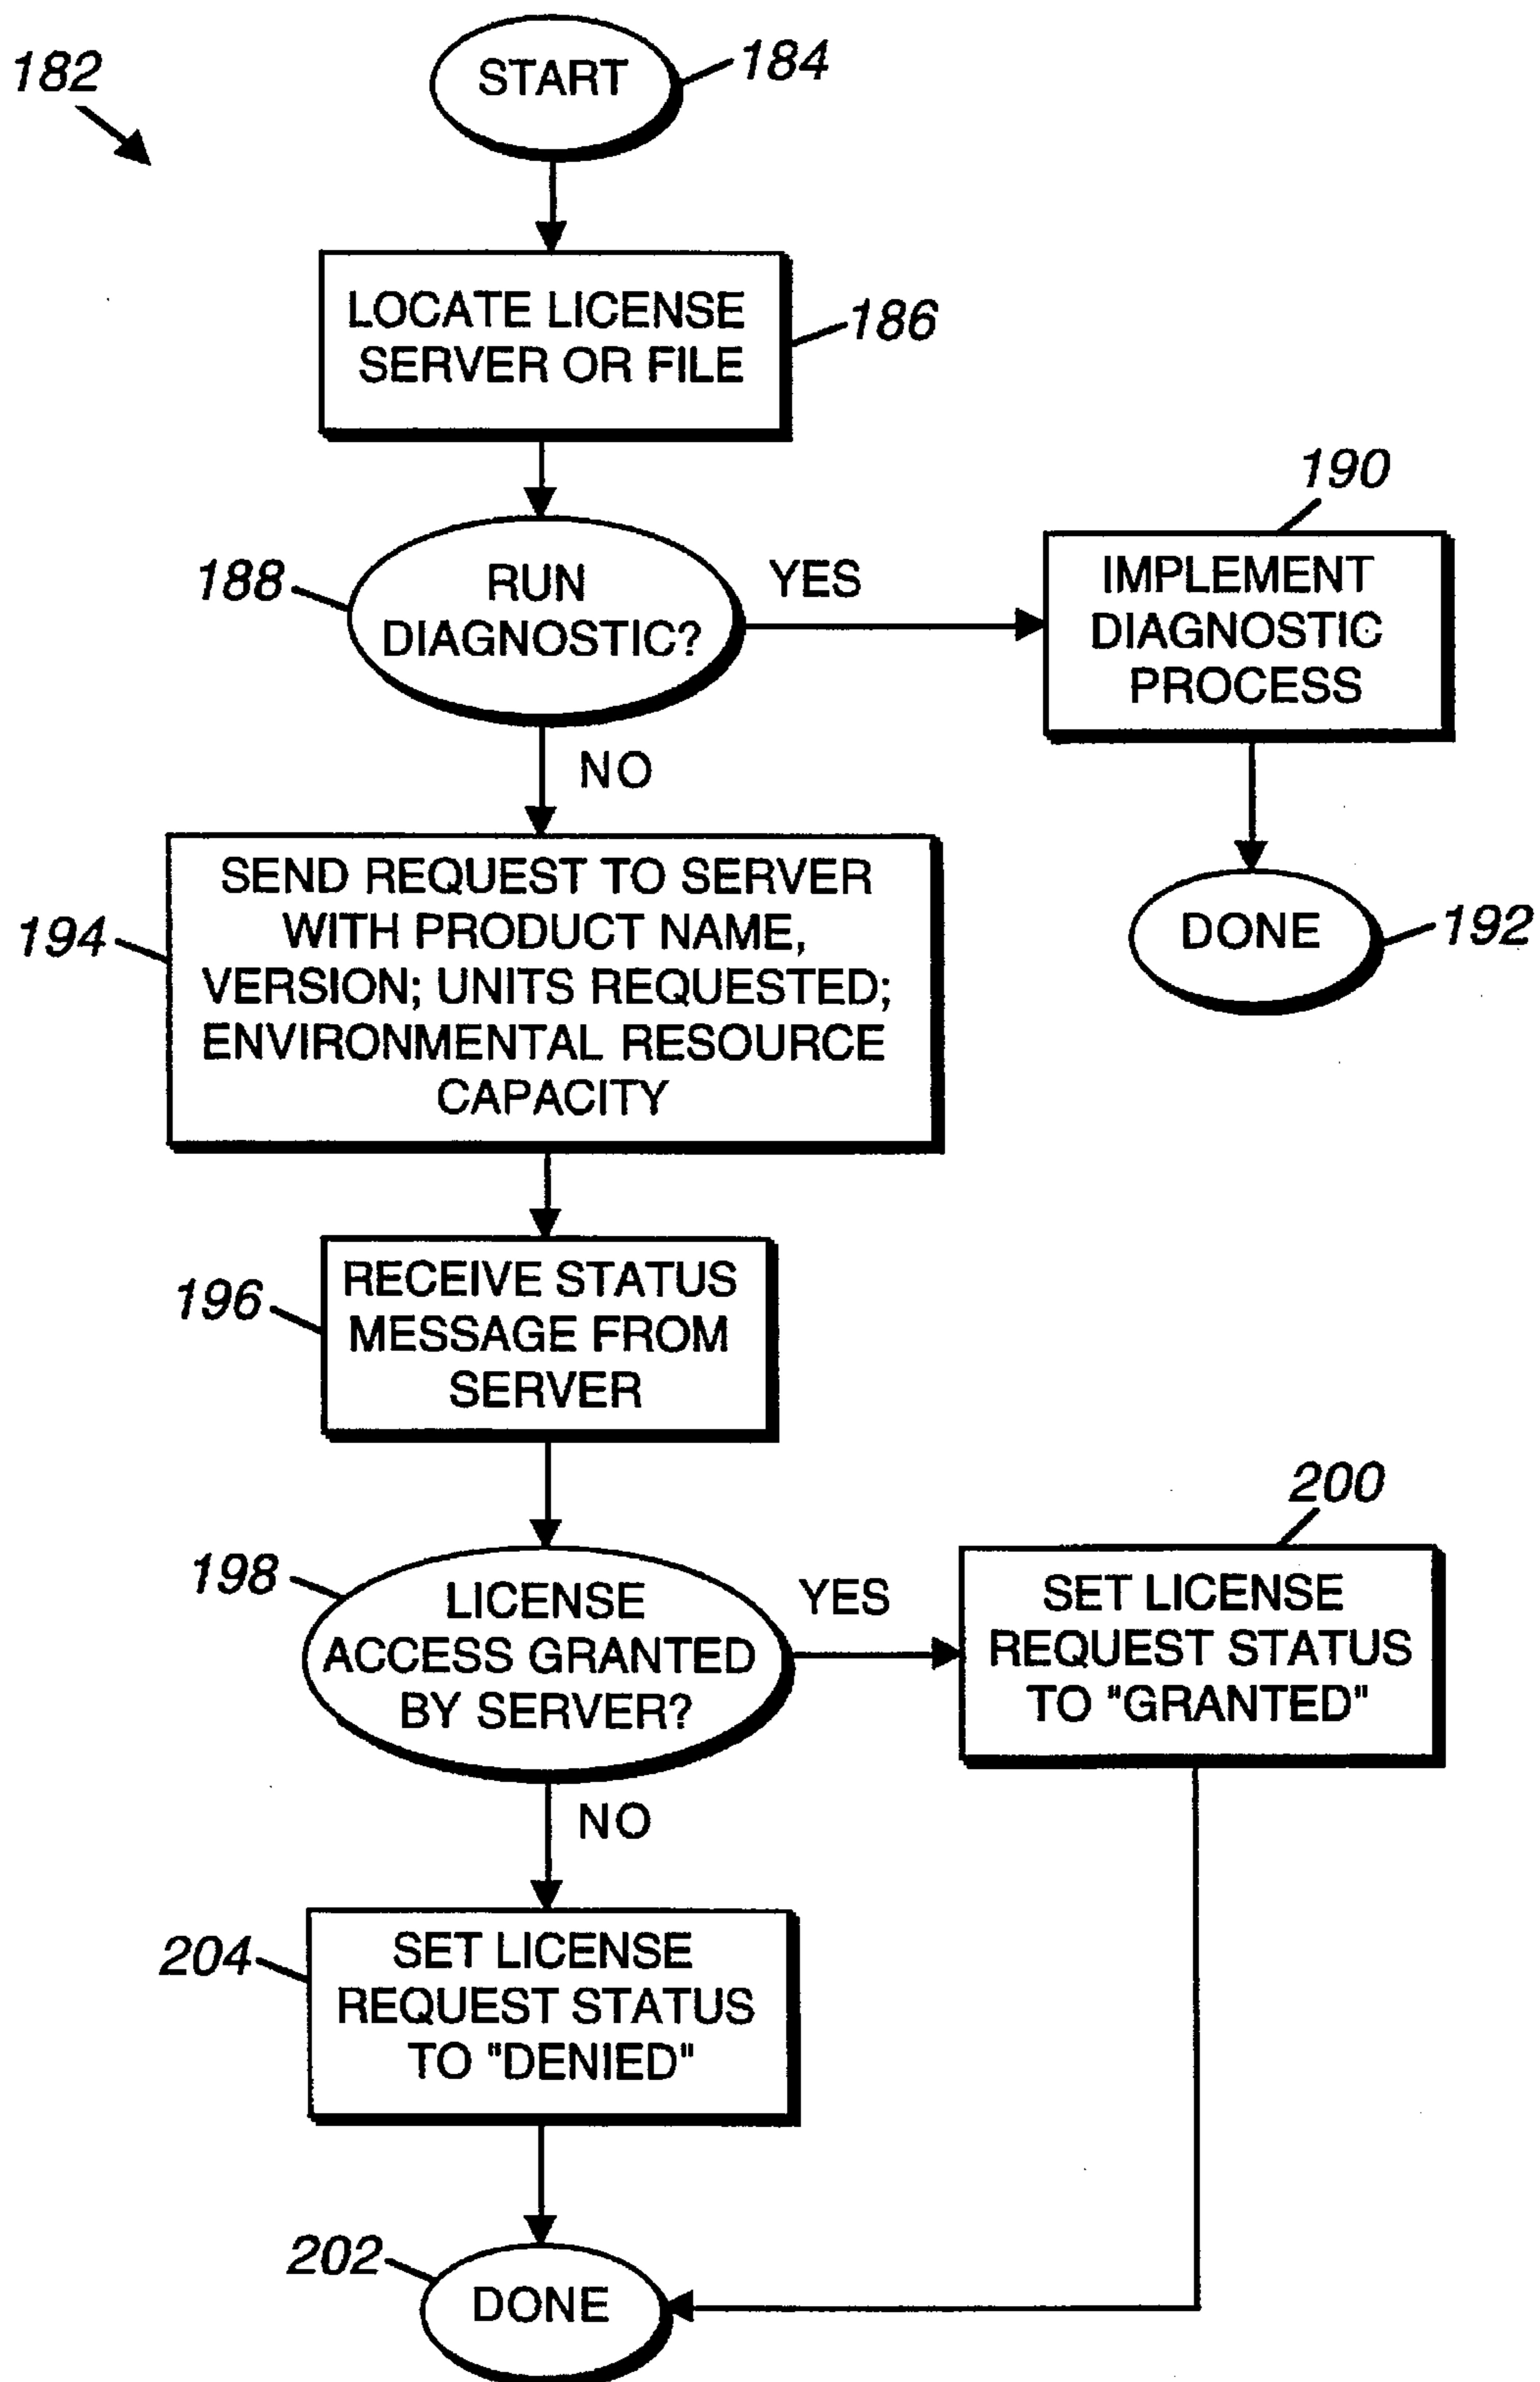 182
START
184
LOCATE LICENSE
SERVER OR FILE
186
188
RUN
DIAGNOSTIC?
YES
190
IMPLEMENT
DIAGNOSTIC
PROCESS
NO
DONE
192
194
SEND REQUEST TO SERVER
WITH PRODUCT NAME,
VERSION; UNITS REQUESTED;
ENVIRONMENTAL RESOURCE
CAPACITY
196
RECEIVE STATUS
MESSAGE FROM
SERVER
198
LICENSE
ACCESS GRANTED
BY SERVER?
YES
200
SET LICENSE
REQUEST STATUS
TO "GRANTED"
NO
204
SET LICENSE
REQUEST STATUS
TO "DENIED"
202
DONE